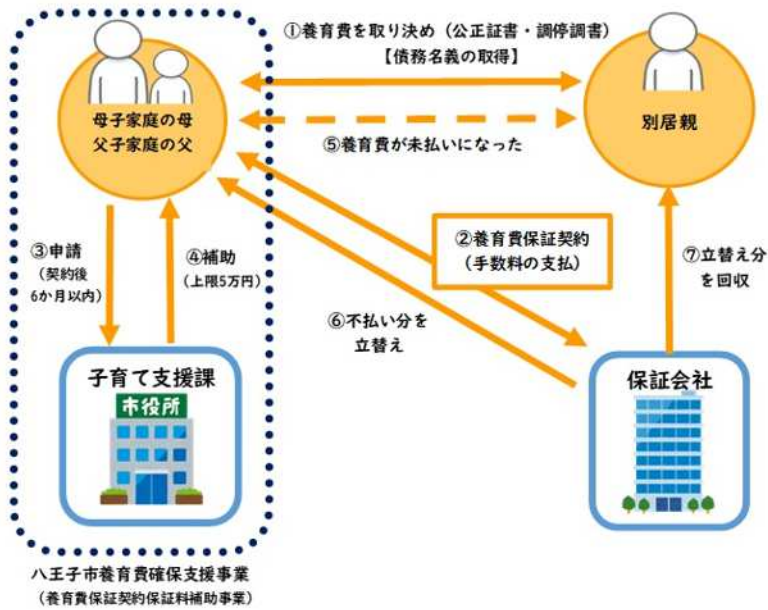 ①養育費を取り決め（公正証書・調停調書）
【債務名義の取得】
母子家庭の母
父子家庭の父
別居親
⑤養育費が未払いになった
②養育費保証契約
（手数料の支払）
③申請
（契約後
6か月以内）
④補助
（上限5万円）
⑦立替え分
を回収
⑥不払い分を
立替え
子育て支援課
市役所
保証会社
八王子市養育費確保支援事業
（養育費保証契約保証料補助事業）